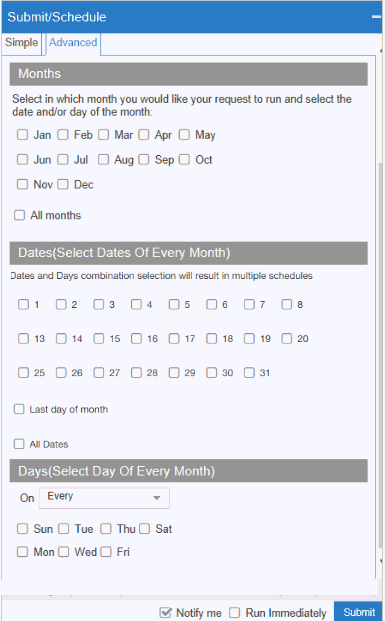 Submit/Schedule
Simple Advanced
Months
Select in which month you would like your request to run and select the
date and/or day of the month:
Jan Feb Mar Apr May
Jun Jul Aug Sep Oct
Nov Dec
All months
Dates(Select Dates Of Every Month)
Dates and Days combination selection will result in multiple schedules
1 2 3 4 5 6 7 8
13 14 15 16 17 18 19 20
25 26 27 28 29 30 31
Last day of month
All Dates
Days(Select Day Of Every Month)
On Every
Sun Tue Thu Sat
Mon Wed Fri
Notify me Run Immediately Submit